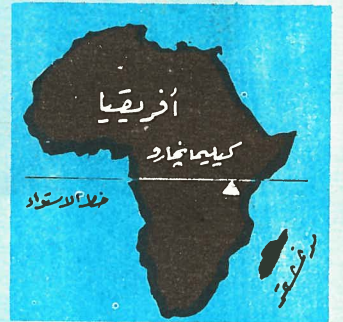 أفريقيا
كيليمانجارو
خط الاستواء
مدغشقر